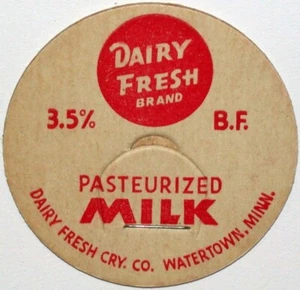 DAIRY
FRESH
BRAND
3.5% B.F.
PASTEURIZED
MILK
DAIRY FRESH CRY. CO. WATERTOWN, MINN.